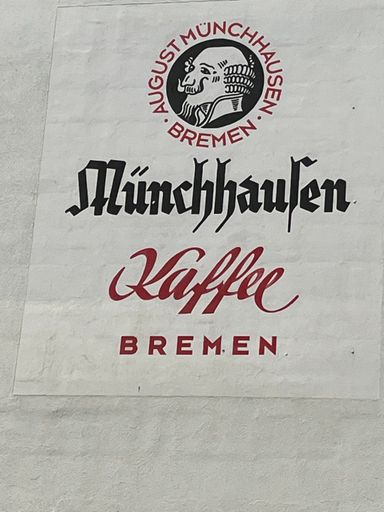 · AUGUST MÜNCHHAUSEN ·
BREMEN
Münchhauſen
Kaffee
BREMEN